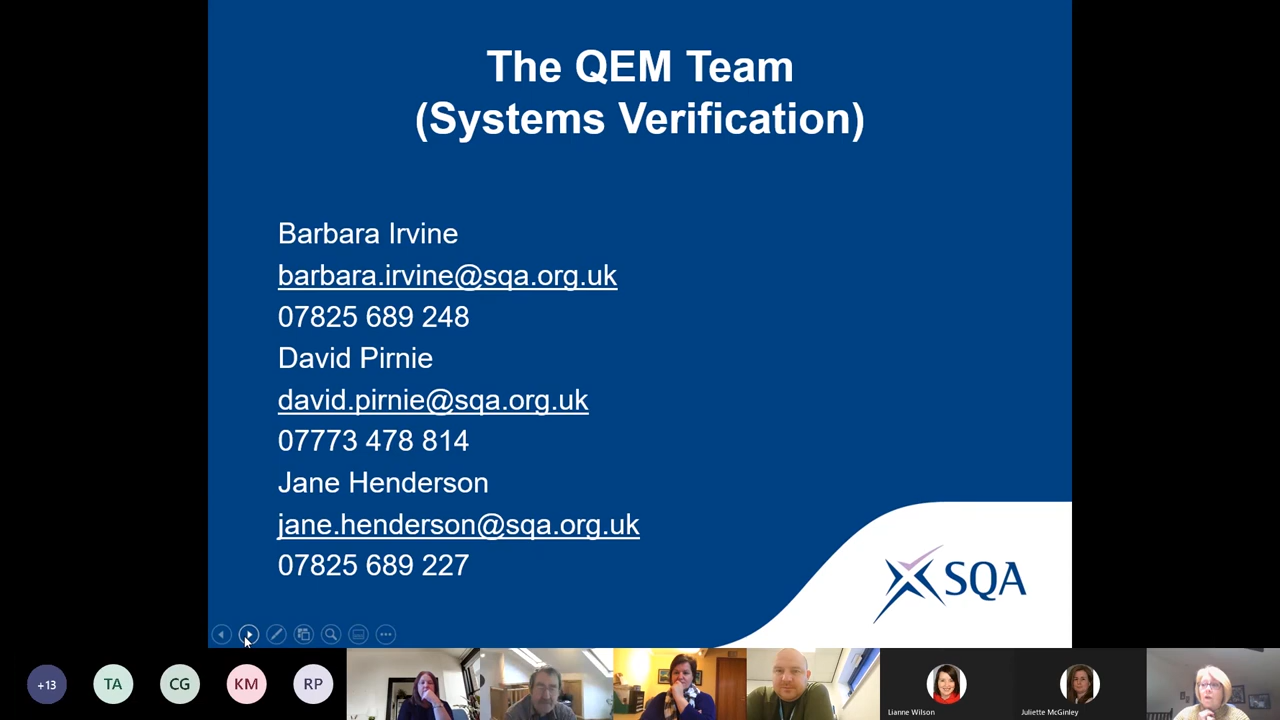 The QEM Team
(Systems Verification)
Barbara Irvine
barbara.irvine@sqa.org.uk
07825 689 248
David Pirnie
david.pirnie@sqa.org.uk
07773 478 814
Jane Henderson
jane.henderson@sqa.org.uk
07825 689 227
SQA
+13
TA
CG
KM
RP
Lianne Wilson
Juliette McGinley